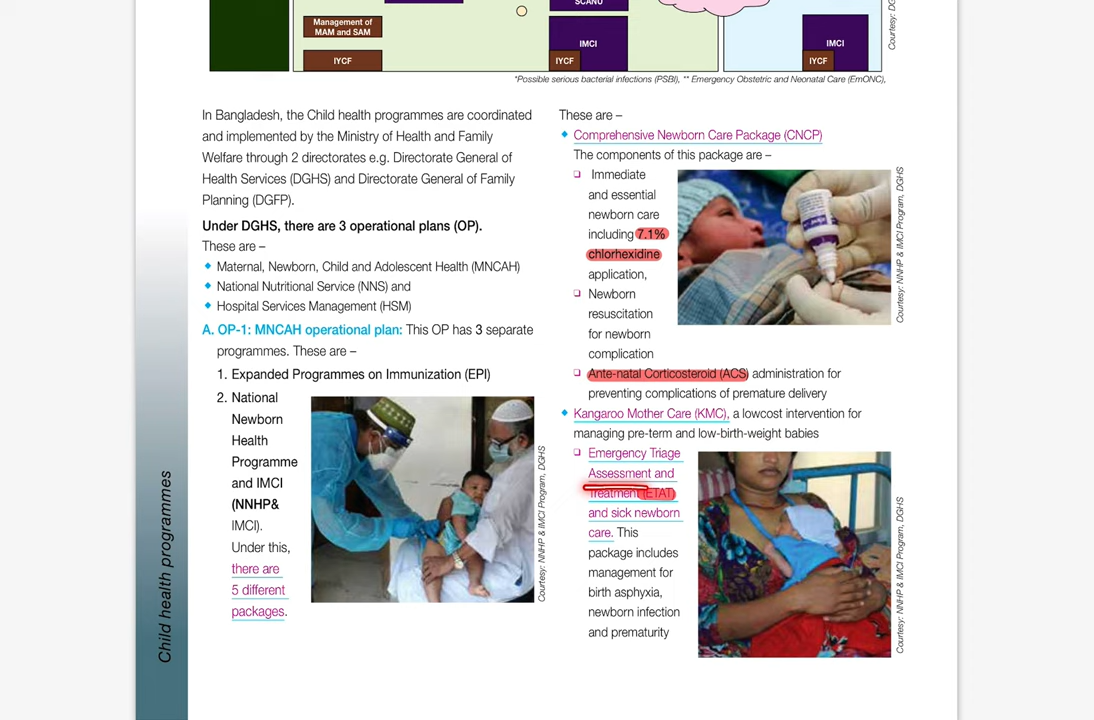 SCANU
Management of
MAM and SAM
IMCI
IMCI
IYCF
IYCF
IYCF
*Possible serious bacterial infections (PSBI), ** Emergency Obstetric and Neonatal Care (EmONC),
Courtesy: DG
In Bangladesh, the Child health programmes are coordinated
and implemented by the Ministry of Health and Family
Welfare through 2 directorates e.g. Directorate General of
Health Services (DGHS) and Directorate General of Family
Planning (DGFP).
Under DGHS, there are 3 operational plans (OP).
These are –
Maternal, Newborn, Child and Adolescent Health (MNCAH)
National Nutritional Service (NNS) and
Hospital Services Management (HSM)
A. OP-1: MNCAH operational plan: This OP has 3 separate
programmes. These are –
1. Expanded Programmes on Immunization (EPI)
2. National
Newborn
Health
Programme
and IMCI
(NNHP&
IMCI).
Under this,
there are
5 different
packages.
Courtesy: NNHP & IMCI Program, DGHS
These are –
Comprehensive Newborn Care Package (CNCP)
The components of this package are –
Immediate
and essential
newborn care
including 7.1%
chlorhexidine
application,
Newborn
resuscitation
for newborn
complication
Courtesy: NNHP & IMCI Program, DGHS
Ante-natal Corticosteroid (ACS) administration for
preventing complications of premature delivery
Kangaroo Mother Care (KMC), a lowcost intervention for
managing pre-term and low-birth-weight babies
Emergency Triage
Assessment and
Treatment (ETAT)
and sick newborn
care. This
package includes
management for
birth asphyxia,
newborn infection
and prematurity
Courtesy: NNHP & IMCI Program, DGHS
Child health programmes